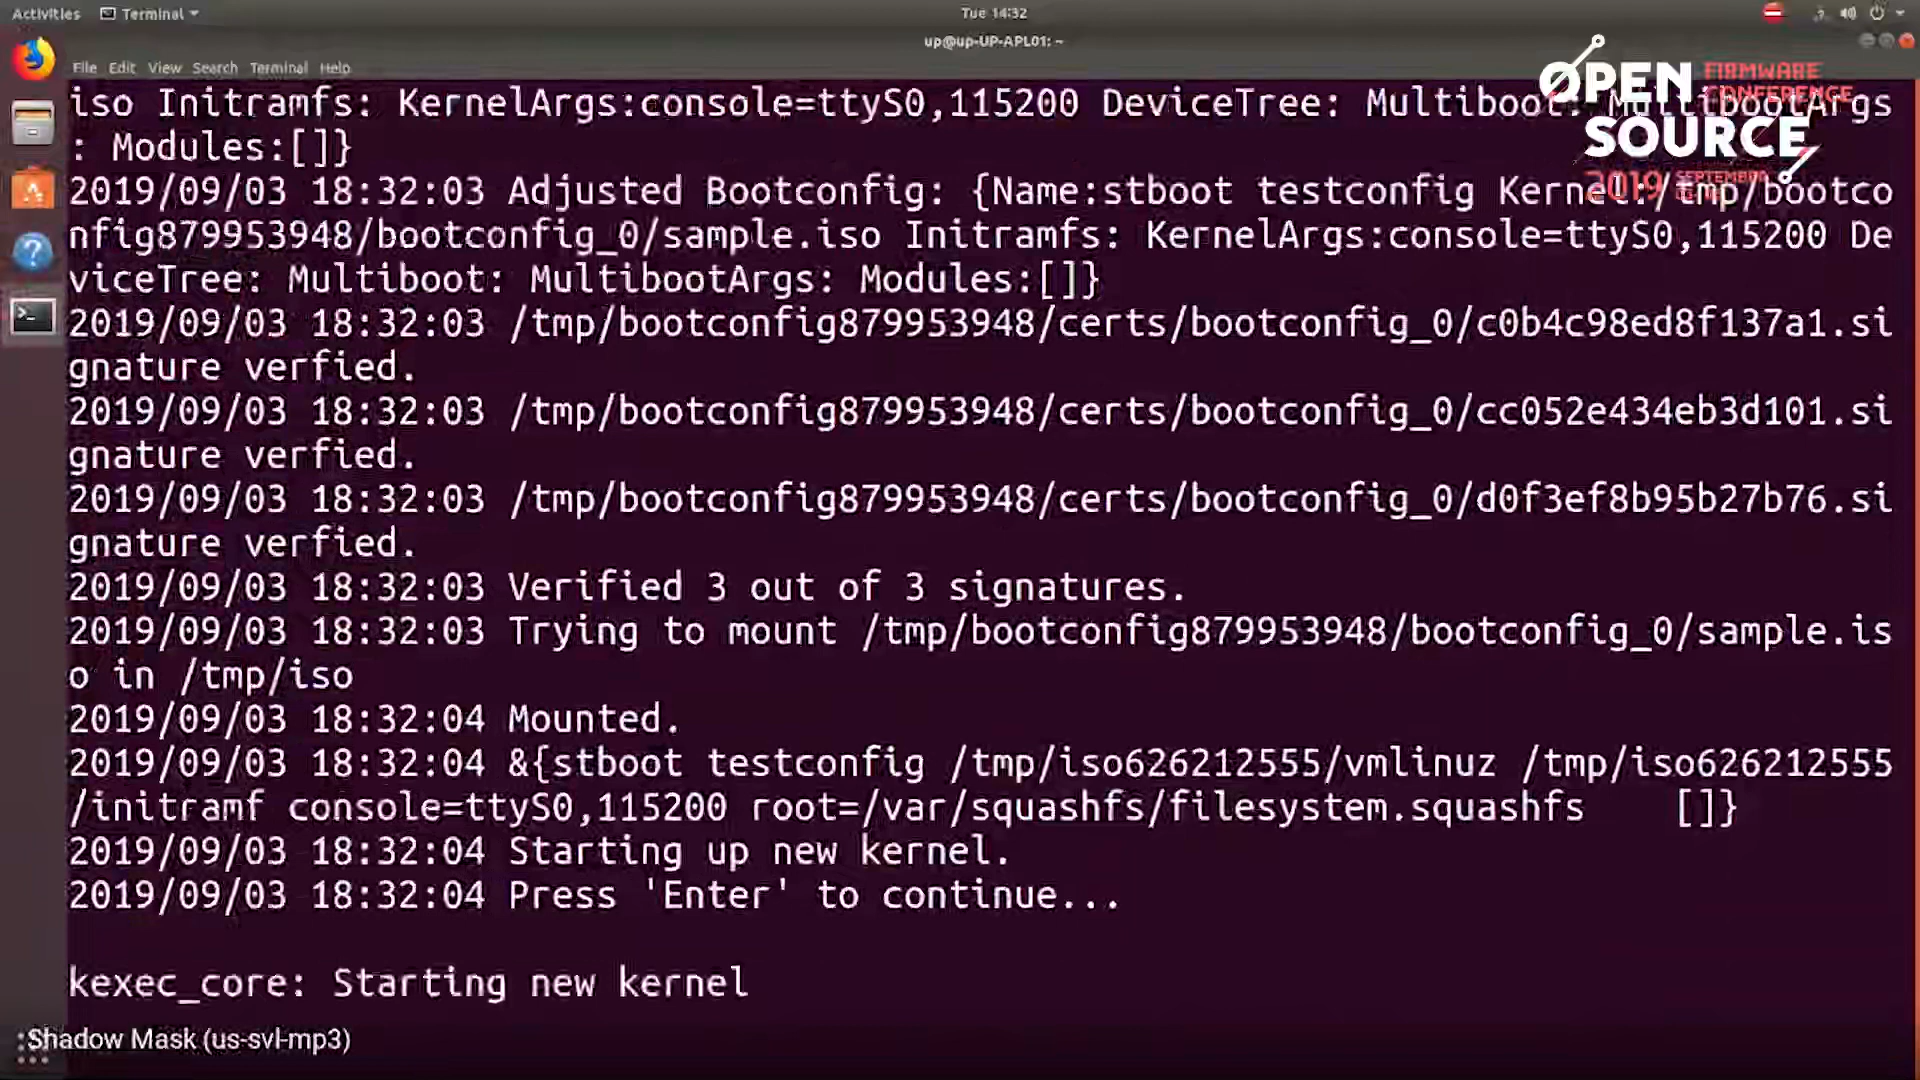 Activities Terminal Tue 14:32
up@up-UP-APL01: ~
File Edit View Search Terminal Help
iso Initramfs: KernelArgs:console=ttyS0,115200 DeviceTree: Multiboot: MultibootArgs
: Modules:[]}
2019/09/03 18:32:03 Adjusted Bootconfig: {Name:stboot testconfig Kernel:/tmp/bootco
nfig879953948/bootconfig_0/sample.iso Initramfs: KernelArgs:console=ttyS0,115200 De
viceTree: Multiboot: MultibootArgs: Modules:[]}
2019/09/03 18:32:03 /tmp/bootconfig879953948/certs/bootconfig_0/c0b4c98ed8f137a1.si
gnature verfied.
2019/09/03 18:32:03 /tmp/bootconfig879953948/certs/bootconfig_0/cc052e434eb3d101.si
gnature verfied.
2019/09/03 18:32:03 /tmp/bootconfig879953948/certs/bootconfig_0/d0f3ef8b95b27b76.si
gnature verfied.
2019/09/03 18:32:03 Verified 3 out of 3 signatures.
2019/09/03 18:32:03 Trying to mount /tmp/bootconfig879953948/bootconfig_0/sample.is
o in /tmp/iso
2019/09/03 18:32:04 Mounted.
2019/09/03 18:32:04 &{stboot testconfig /tmp/iso626212555/vmlinuz /tmp/iso626212555
/initramf console=ttyS0,115200 root=/var/squashfs/filesystem.squashfs    []}
2019/09/03 18:32:04 Starting up new kernel.
2019/09/03 18:32:04 Press 'Enter' to continue...
kexec_core: Starting new kernel
Shadow Mask (us-svl-mp3)
OPEN FIRMWARE
CONFERENCE
SOURCE
2019 SEPTEMBER